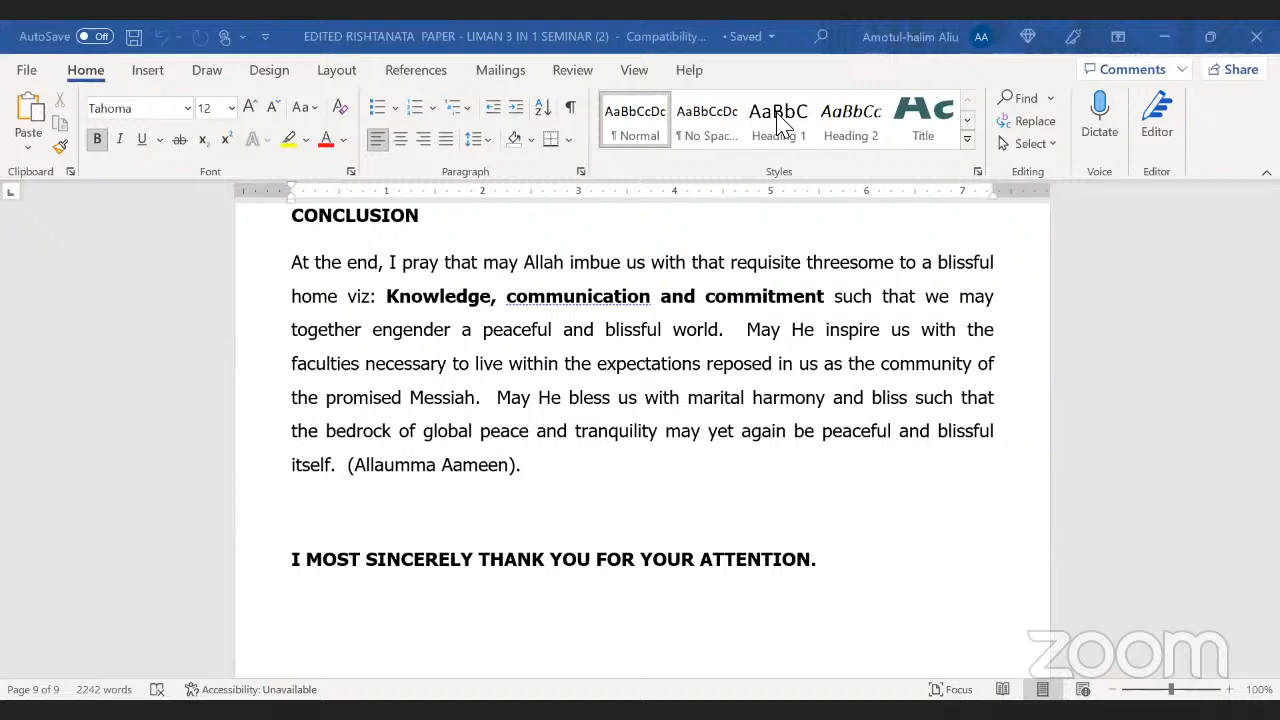 AutoSave Off EDITED RISHTANATA PAPER - LIMAN 3 IN 1 SEMINAR (2) - Compatibility... • Saved Amotul-halim Aliu AA
File Home Insert Draw Design Layout References Mailings Review View Help Comments Share
Paste Tahoma 12 Aa AaBbCcDc AaBbCcDc AaBbC AaBbCc Ac Find Replace Select Dictate Editor
¶ Normal ¶ No Spac... Heading 1 Heading 2 Title
Clipboard Font Paragraph Styles Editing Voice Editor
1 2 3 4 5 6 7
CONCLUSION
At the end, I pray that may Allah imbue us with that requisite threesome to a blissful
home viz: Knowledge, communication and commitment such that we may
together engender a peaceful and blissful world. May He inspire us with the
faculties necessary to live within the expectations reposed in us as the community of
the promised Messiah. May He bless us with marital harmony and bliss such that
the bedrock of global peace and tranquility may yet again be peaceful and blissful
itself. (Allaumma Aameen).
I MOST SINCERELY THANK YOU FOR YOUR ATTENTION.
zoom
Page 9 of 9 2242 words Accessibility: Unavailable Focus 100%